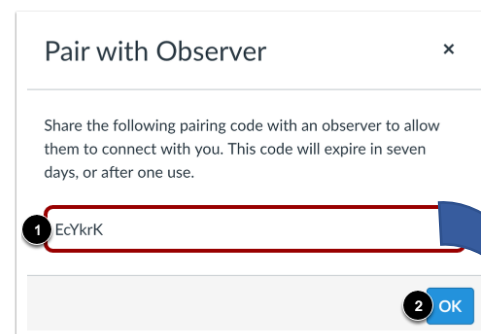 Pair with Observer ×
Share the following pairing code with an observer to allow
them to connect with you. This code will expire in seven
days, or after one use.
1 EcYkrK
2 OK